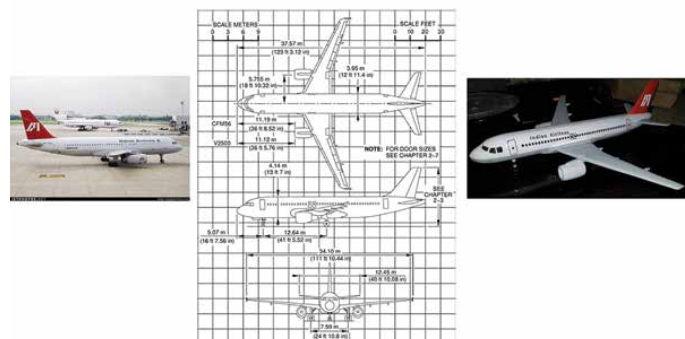 SCALE METERS
SCALE FEET
0 3 6 9
0 10 20 30
37.57 m
(123 ft 3.12 in)
3.95 m
(12 ft 11.4 in)
5.715 m
(18 ft 10.32 in)
CFM56
11.19 m
(36 ft 8.52 in)
V2500
11.12 m
(36 ft 5.76 in)
NOTE: FOR DOOR SIZES
SEE CHAPTER 2-7
4.14 m
(13 ft 7 in)
SEE
CHAPTER
2-3
5.07 m
(16 ft 7.56 in)
12.64 m
(41 ft 5.52 in)
34.10 m
(111 ft 10.44 in)
12.45 m
(40 ft 10.08 in)
7.59 m
(24 ft 10.8 in)
Indian Airlines